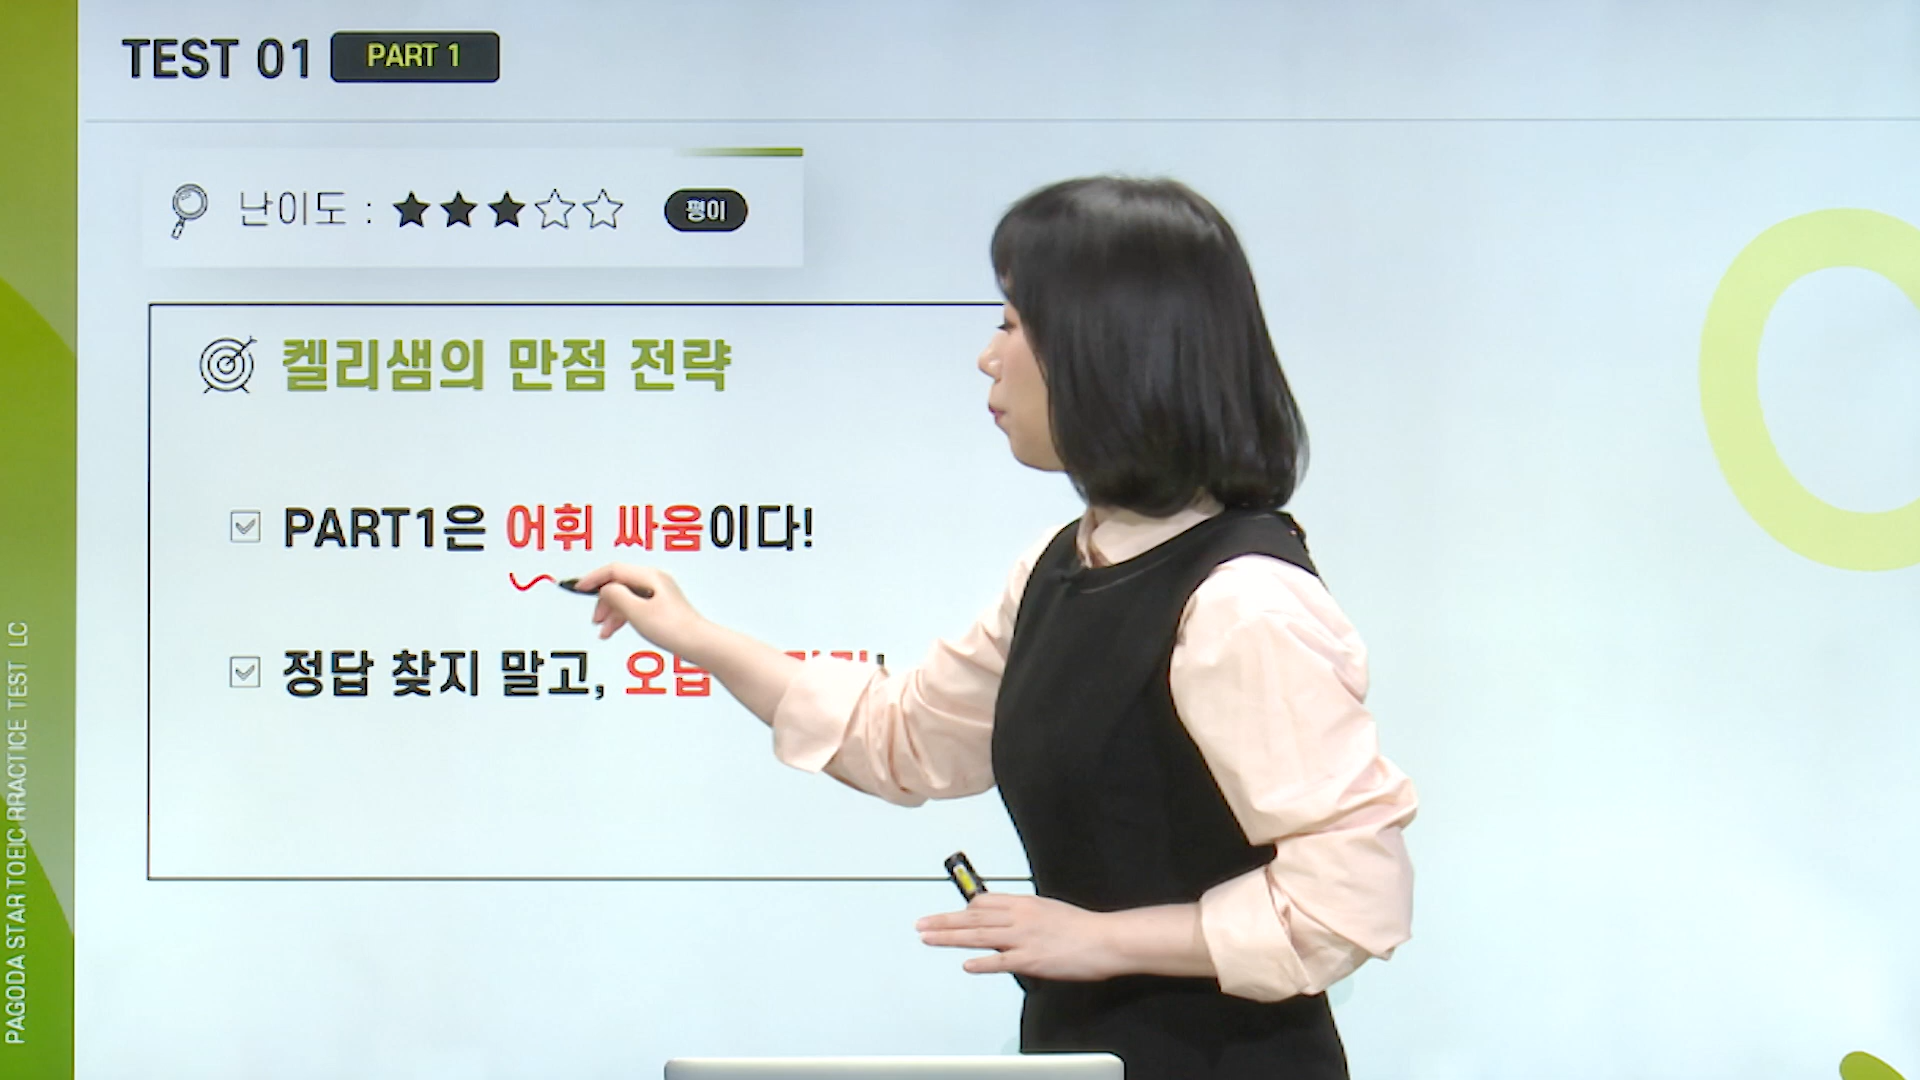 TEST 01 PART 1
난이도 : ★★★☆☆ 평이
켈리샘의 만점 전략
PART1은 어휘 싸움이다!
정답 찾지 말고, 오답
PAGODA STAR TOEIC RRACTICE TEST LC